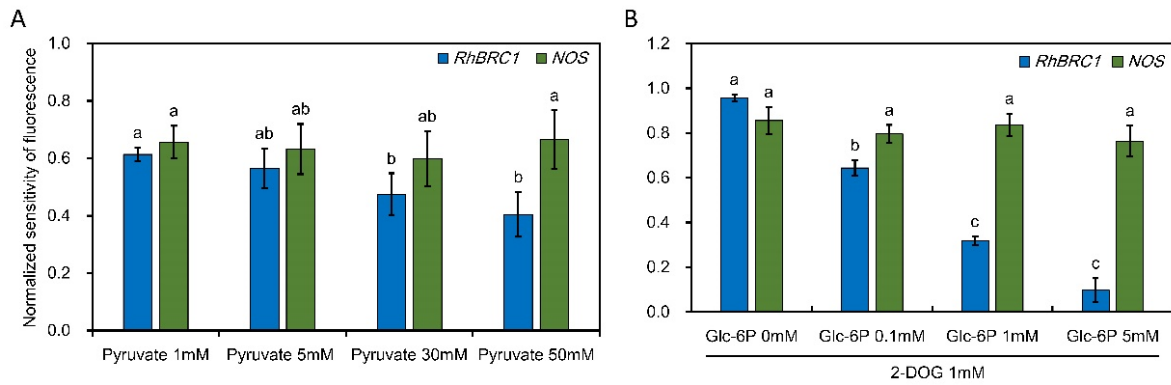 A
Normalized sensitivity of fluorescence
1.0
0.8
0.6
0.4
0.2
0.0
RhBRC1 NOS
a a ab ab b ab b a
Pyruvate 1mM Pyruvate 5mM Pyruvate 30mM Pyruvate 50mM
B
1.2
1.0
0.8
0.6
0.4
0.2
0.0
RhBRC1 NOS
a a b a c a c a
Glc-6P 0mM Glc-6P 0.1mM Glc-6P 1mM Glc-6P 5mM
2-DOG 1mM